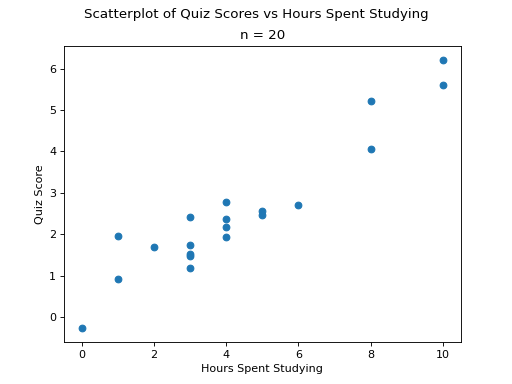 Scatterplot of Quiz Scores vs Hours Spent Studying
n = 20
6
5
4
3
2
1
0
Quiz Score
0 2 4 6 8 10
Hours Spent Studying